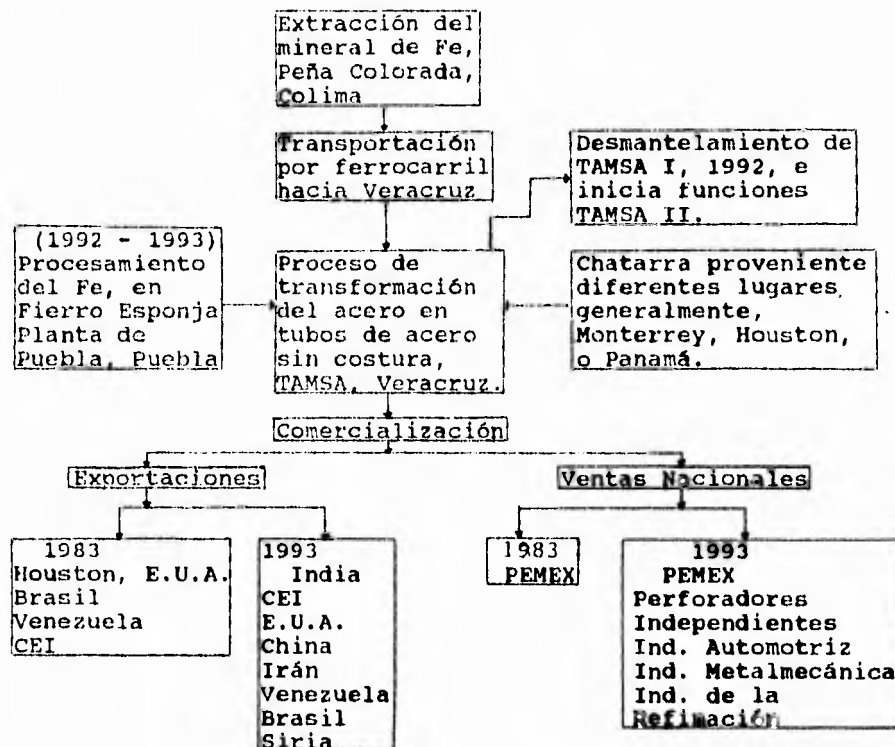 Extracción del
mineral de Fe,
Peña Colorada,
Colima
Transportación
por ferrocarril
hacia Veracruz
Desmantelamiento de
TAMSA I, 1992, e
inicia funciones
TAMSA II.
(1992 - 1993)
Procesamiento
del Fe, en
Fierro Esponja
Planta de
Puebla, Puebla
Proceso de
transformación
del acero en
tubos de acero
sin costura,
TAMSA, Veracruz.
Chatarra proveniente
diferentes lugares,
generalmente,
Monterrey, Houston,
o Panamá.
Comercialización
Exportaciones
Ventas Nacionales
1983
Houston, E.U.A.
Brasil
Venezuela
CEI
1993
India
CEI
E.U.A.
China
Irán
Venezuela
Brasil
Siria
1983
PEMEX
1993
PEMEX
Perforadores
Independientes
Ind. Automotriz
Ind. Metalmecánica
Ind. de la
Refimación